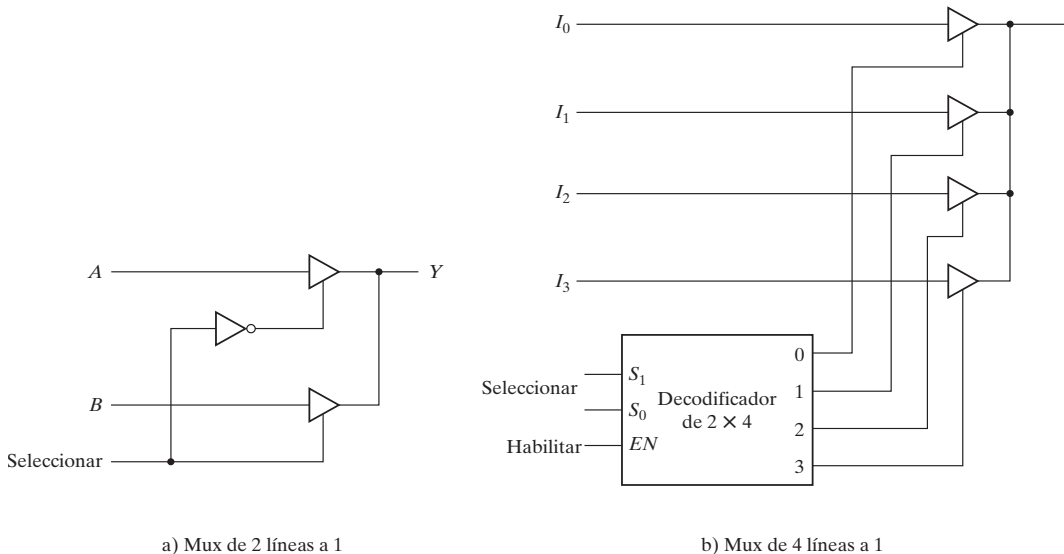 I₀
I₁
I₂
I₃
A
Y
B
Seleccionar
Seleccionar
Habilitar
S₁
S₀
EN
Decodificador
de 2 × 4
0
1
2
3
a) Mux de 2 líneas a 1
b) Mux de 4 líneas a 1